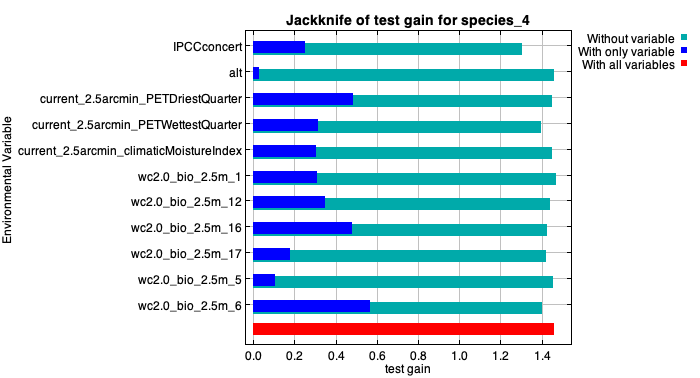 Jackknife of test gain for species_4
Without variable
With only variable
With all variables
Environmental Variable
IPCCconcert
alt
current_2.5arcmin_PETDriestQuarter
current_2.5arcmin_PETWettestQuarter
current_2.5arcmin_climaticMoistureIndex
wc2.0_bio_2.5m_1
wc2.0_bio_2.5m_12
wc2.0_bio_2.5m_16
wc2.0_bio_2.5m_17
wc2.0_bio_2.5m_5
wc2.0_bio_2.5m_6
0.0 0.2 0.4 0.6 0.8 1.0 1.2 1.4
test gain